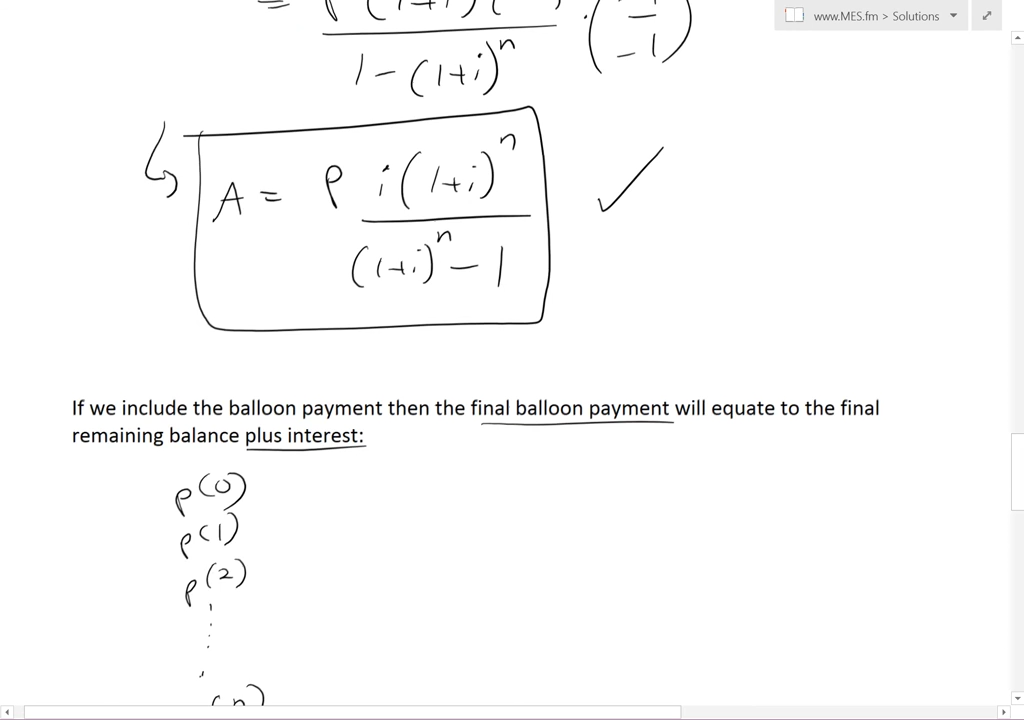 www.MES.fm > Solutions
1-(1+i)^n
-1
A = P i(1+i)^n
(1+i)^n - 1
If we include the balloon payment then the final balloon payment will equate to the final
remaining balance plus interest:
P(0)
P(1)
P(2)
(n)